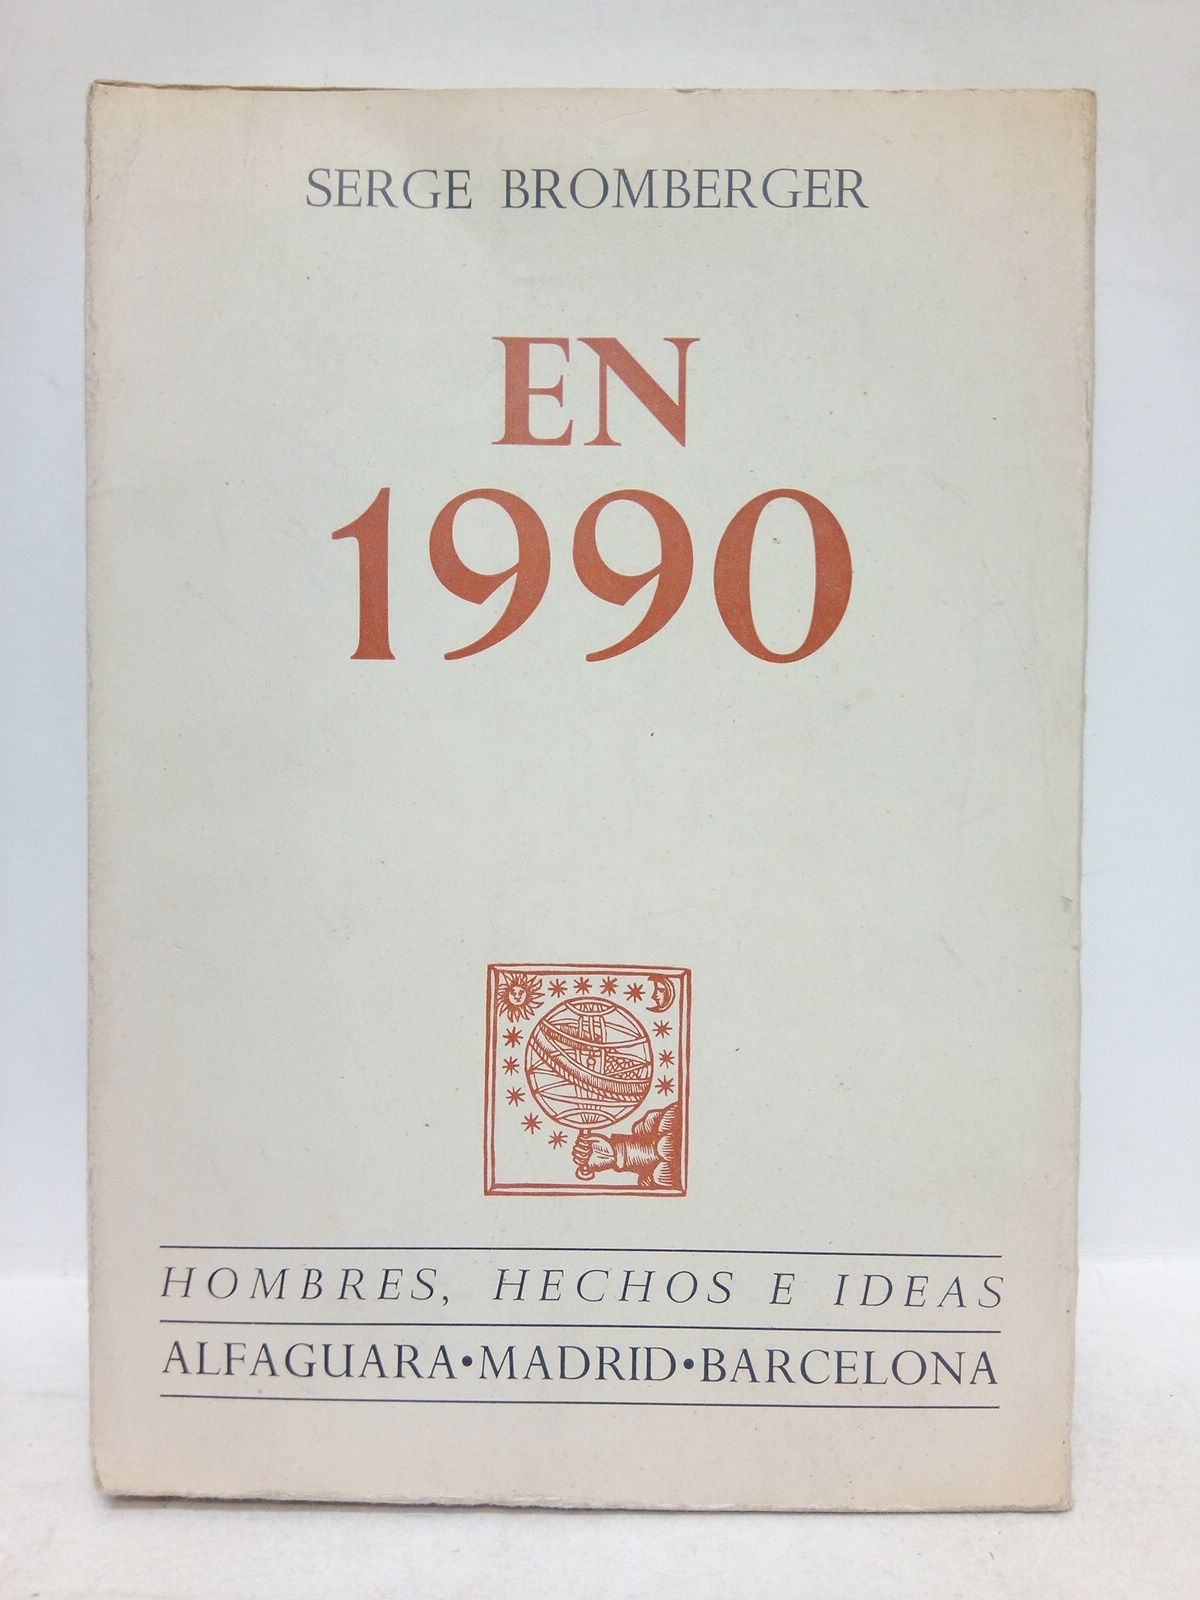 SERGE BROMBERGER
EN
1990
HOMBRES, HECHOS E IDEAS
ALFAGUARA•MADRID•BARCELONA